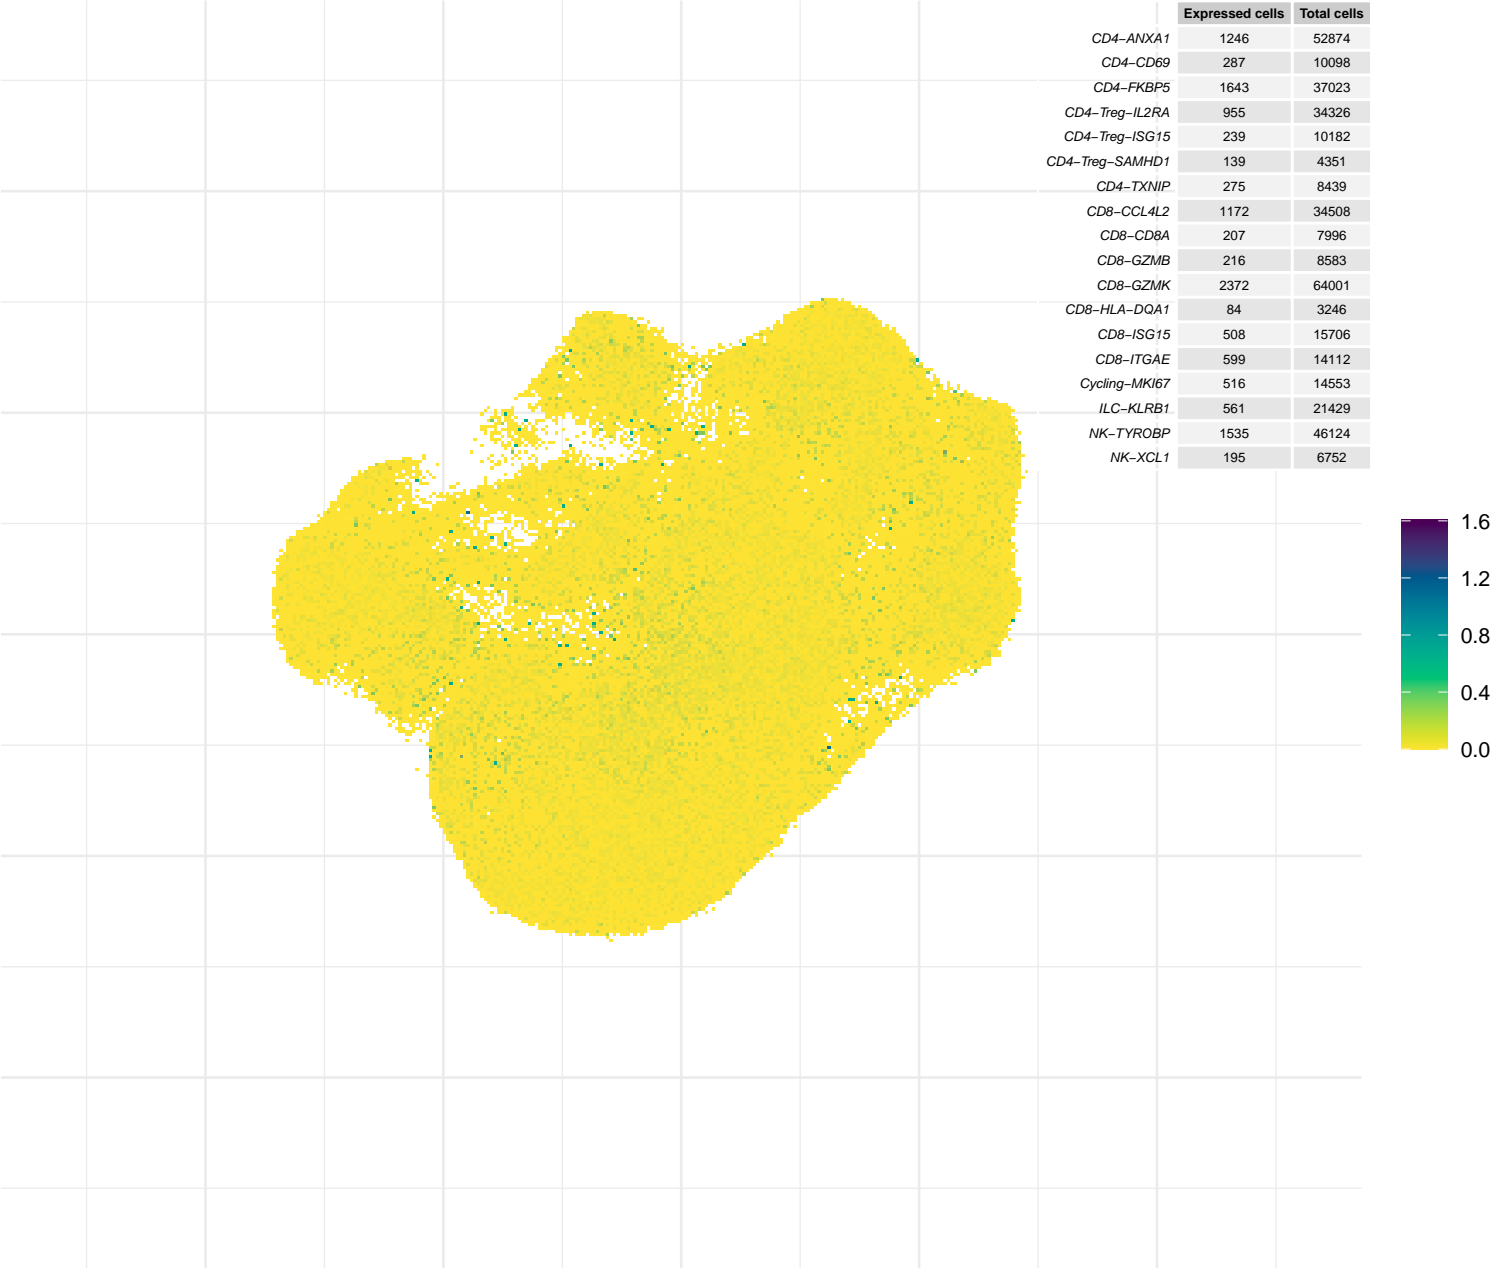 Expressed cells Total cells
CD4−ANXA1 1246 52874
CD4−CD69 287 10098
CD4−FKBP5 1643 37023
CD4−Treg−IL2RA 955 34326
CD4−Treg−ISG15 239 10182
CD4−Treg−SAMHD1 139 4351
CD4−TXNIP 275 8439
CD8−CCL4L2 1172 34508
CD8−CD8A 207 7996
CD8−GZMB 216 8583
CD8−GZMK 2372 64001
CD8−HLA−DQA1 84 3246
CD8−ISG15 508 15706
CD8−ITGAE 599 14112
Cycling−MKI67 516 14553
ILC−KLRB1 561 21429
NK−TYROBP 1535 46124
NK−XCL1 195 6752
1.6
1.2
0.8
0.4
0.0